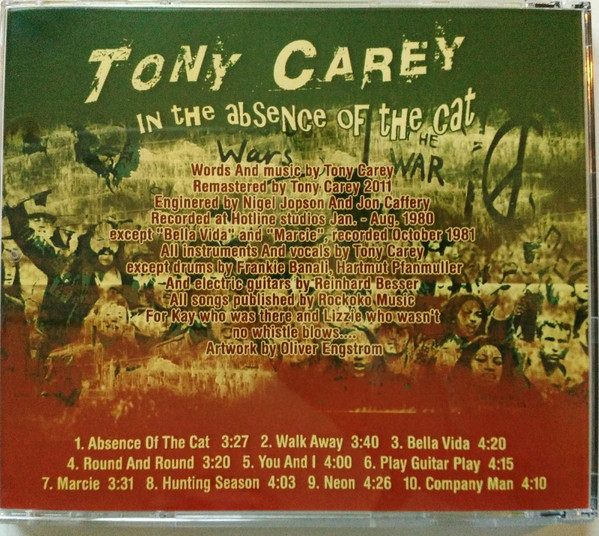 TONY CAREY
IN tHE abSENCE OF tHE cat
Wars
HE
WAR
Words And music by Tony Carey
Remastered by Tony Carey 2011
Enginered by Nigel Jopson And Jon Caffery
Recorded at Hotline studios Jan. - Aug. 1980
except "Bella Vida" and "Marcie", recorded October 1981
All instruments And vocals by Tony Carey
except drums by Frankie Banali, Hartmut Pfanmuller
And electric guitars by Reinhard Besser
All songs published by Rockoko Music
For Kay who was there and Lizzie who wasn't
no whistle blows....
Artwork by Oliver Engstrom
1. Absence Of The Cat 3:27 2. Walk Away 3:40 3. Bella Vida 4:20
4. Round And Round 3:20 5. You And I 4:00 6. Play Guitar Play 4:15
7. Marcie 3:31 8. Hunting Season 4:03 9. Neon 4:26 10. Company Man 4:10